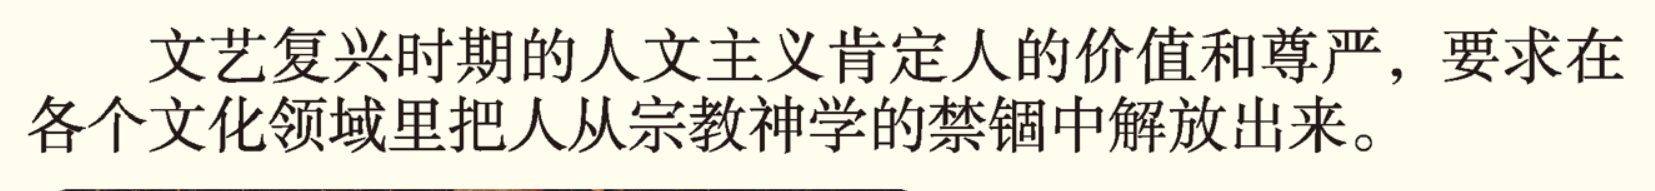 文艺复兴时期的人文主义肯定人的价值和尊严，要求在
各个文化领域里把人从宗教神学的禁锢中解放出来。